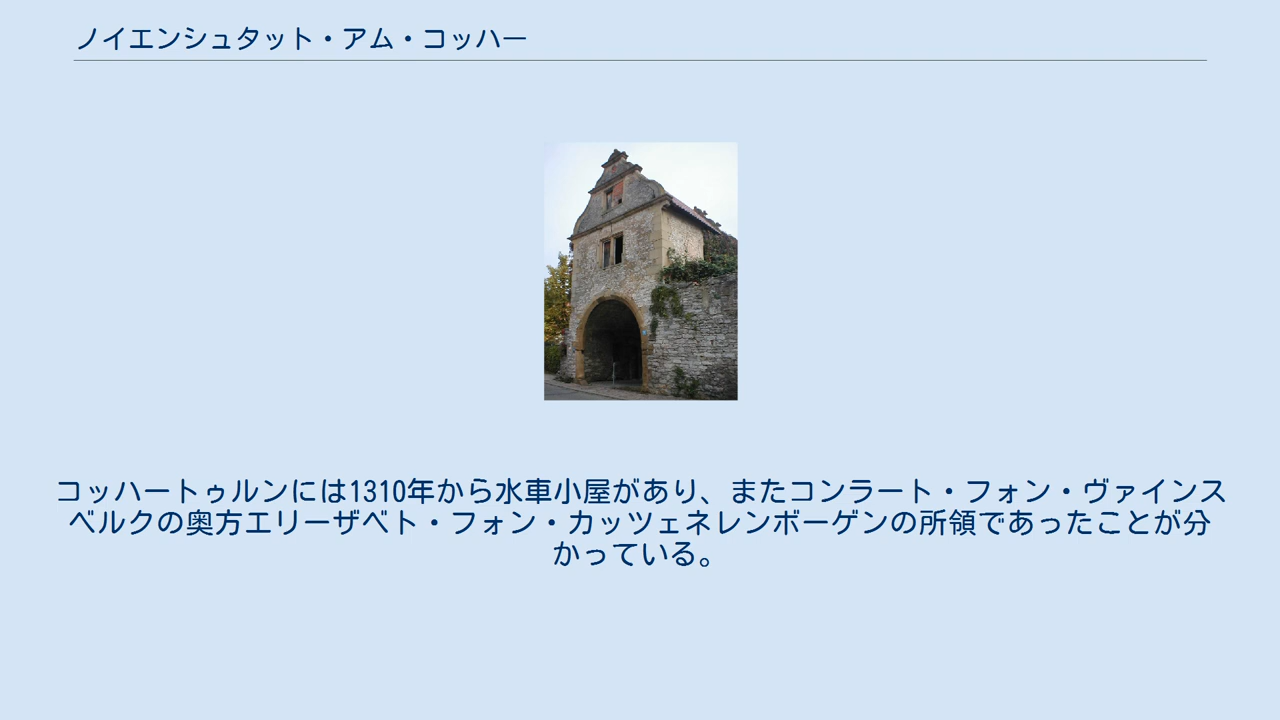 ノイエンシュタット・アム・コッハー
コッハートゥルンには1310年から水車小屋があり、またコンラート・フォン・ヴァインス
ベルクの奥方エリーザベト・フォン・カッツェネレンボーゲンの所領であったことが分
かっている。